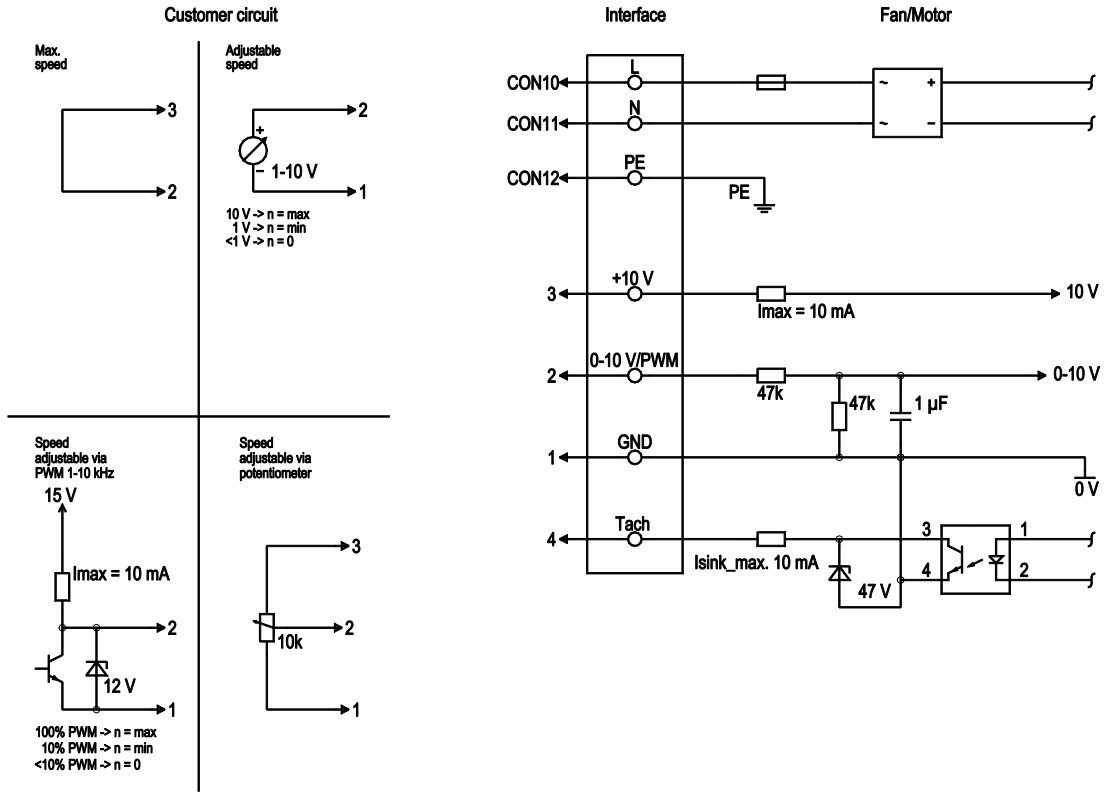 Customer circuit
Interface
Fan/Motor
Max.
speed
3
2
Adjustable
speed
2
+
– 1-10 V
1
10 V -> n = max
1 V -> n = min
<1 V -> n = 0
Speed
adjustable via
PWM 1-10 kHz
15 V
Imax = 10 mA
2
12 V
1
100% PWM -> n = max
10% PWM -> n = min
<10% PWM -> n = 0
Speed
adjustable via
potentiometer
3
2
10k
1
L
CON10
~ +
N
CON11
~ –
PE
CON12
PE
+10 V
3
10 V
Imax = 10 mA
0-10 V/PWM
2
0-10 V
47k
47k
1 µF
GND
1
0 V
Tach
4
3
1
Isink_max. 10 mA
4
2
47 V